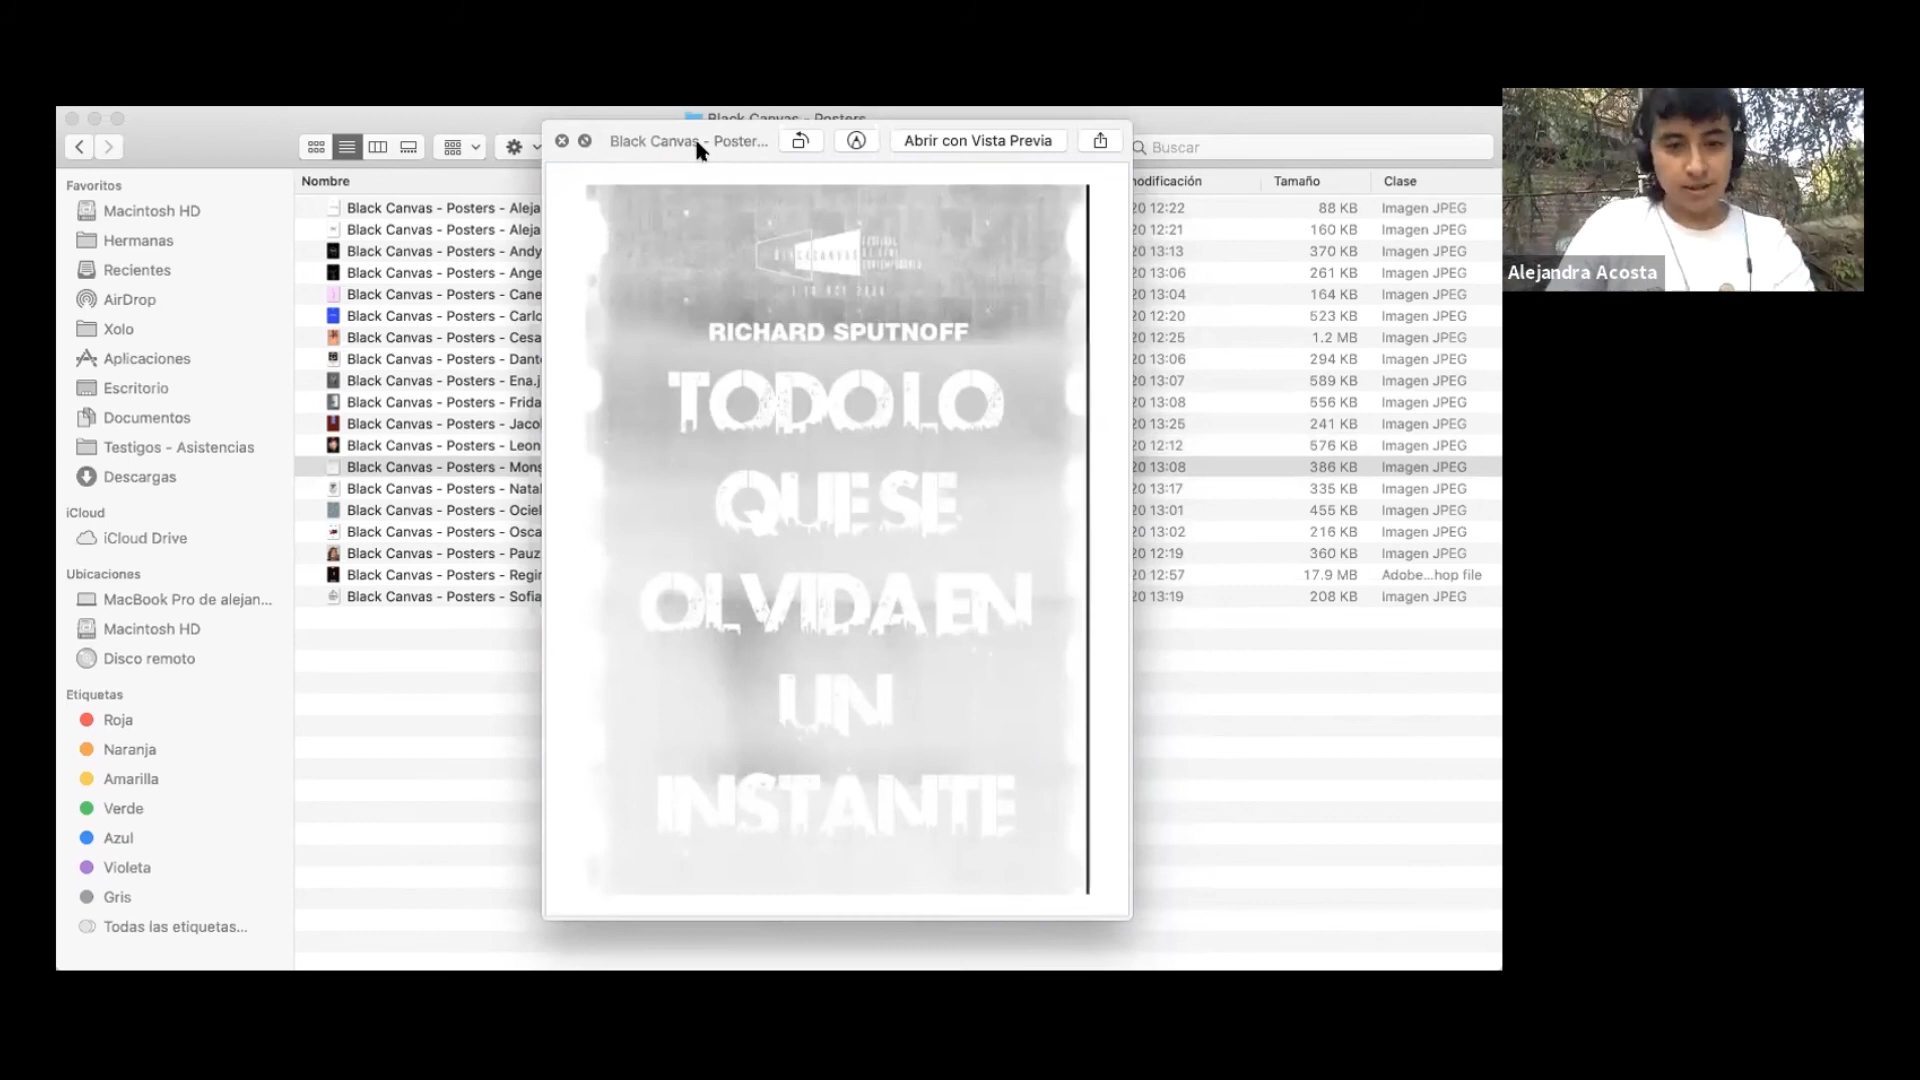 Black Canvas - Posters
Black Canvas - Poster...
Abrir con Vista Previa
Buscar
Favoritos
Macintosh HD
Hermanas
Recientes
AirDrop
Xolo
Aplicaciones
Escritorio
Documentos
Testigos - Asistencias
Descargas
iCloud
iCloud Drive
Ubicaciones
MacBook Pro de alejan...
Macintosh HD
Disco remoto
Etiquetas
Roja
Naranja
Amarilla
Verde
Azul
Violeta
Gris
Todas las etiquetas...
Nombre
odificación Tamaño Clase
Black Canvas - Posters - Aleja 20 12:22 88 KB Imagen JPEG
Black Canvas - Posters - Aleja 20 12:21 160 KB Imagen JPEG
Black Canvas - Posters - Andy 20 13:13 370 KB Imagen JPEG
Black Canvas - Posters - Ange 20 13:06 261 KB Imagen JPEG
Black Canvas - Posters - Cane 20 13:04 164 KB Imagen JPEG
Black Canvas - Posters - Carlo 20 12:20 523 KB Imagen JPEG
Black Canvas - Posters - Cesa 20 12:25 1.2 MB Imagen JPEG
Black Canvas - Posters - Dant 20 13:06 294 KB Imagen JPEG
Black Canvas - Posters - Ena.j 20 13:07 589 KB Imagen JPEG
Black Canvas - Posters - Frida 20 13:08 556 KB Imagen JPEG
Black Canvas - Posters - Jaco 20 13:25 241 KB Imagen JPEG
Black Canvas - Posters - Leon 20 12:12 576 KB Imagen JPEG
Black Canvas - Posters - Mons 20 13:08 386 KB Imagen JPEG
Black Canvas - Posters - Natal 20 13:17 335 KB Imagen JPEG
Black Canvas - Posters - Ociel 20 13:01 455 KB Imagen JPEG
Black Canvas - Posters - Osca 20 13:02 216 KB Imagen JPEG
Black Canvas - Posters - Pauz 20 12:19 360 KB Imagen JPEG
Black Canvas - Posters - Regin 20 12:57 17.9 MB Adobe...hop file
Black Canvas - Posters - Sofia 20 13:19 208 KB Imagen JPEG
BLACKCANVAS
FESTIVAL
DE CINE
CONTEMPORÁNEO
RICHARD SPUTNOFF
TODO LO
QUE SE
OLVIDA EN
UN
INSTANTE
Alejandra Acosta